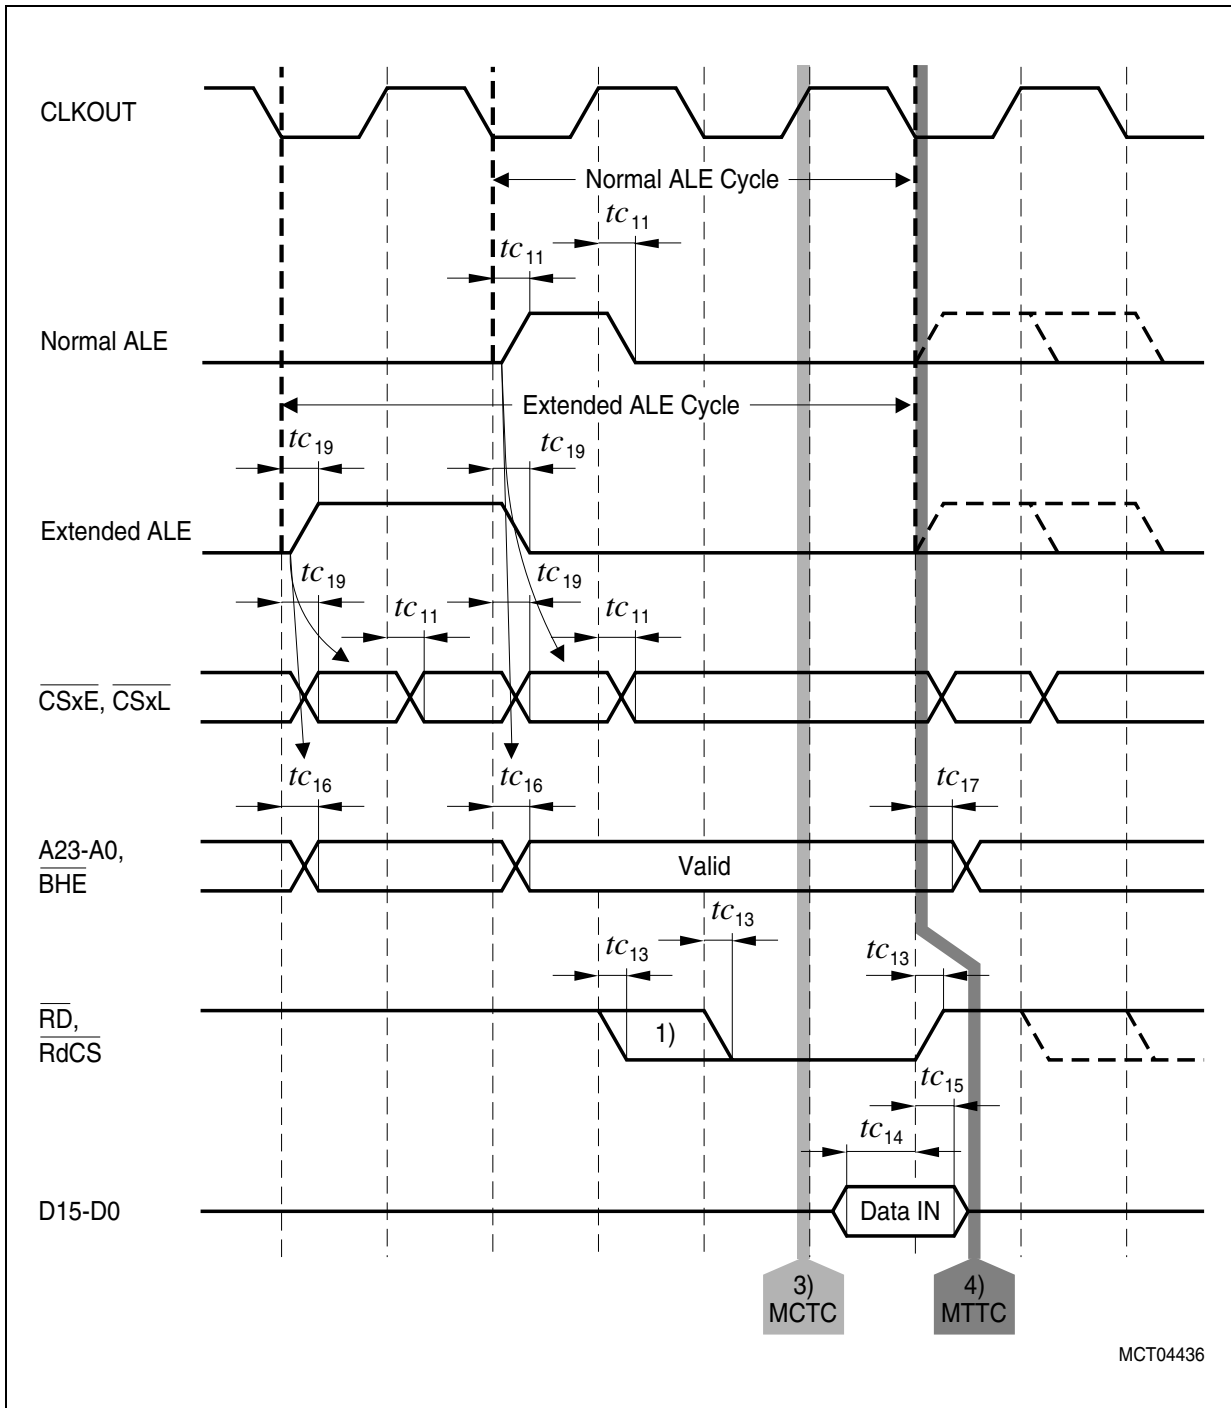 CLKOUT
Normal ALE Cycle
tc11
tc11
Normal ALE
Extended ALE Cycle
tc19
tc19
Extended ALE
tc19
tc19
tc11
tc11
CSxE, CSxL
tc16
tc16
tc17
A23-A0,
BHE
Valid
tc13
tc13
tc13
RD,
RdCS
1)
tc15
tc14
D15-D0
Data IN
3)
MCTC
4)
MTTC
MCT04436